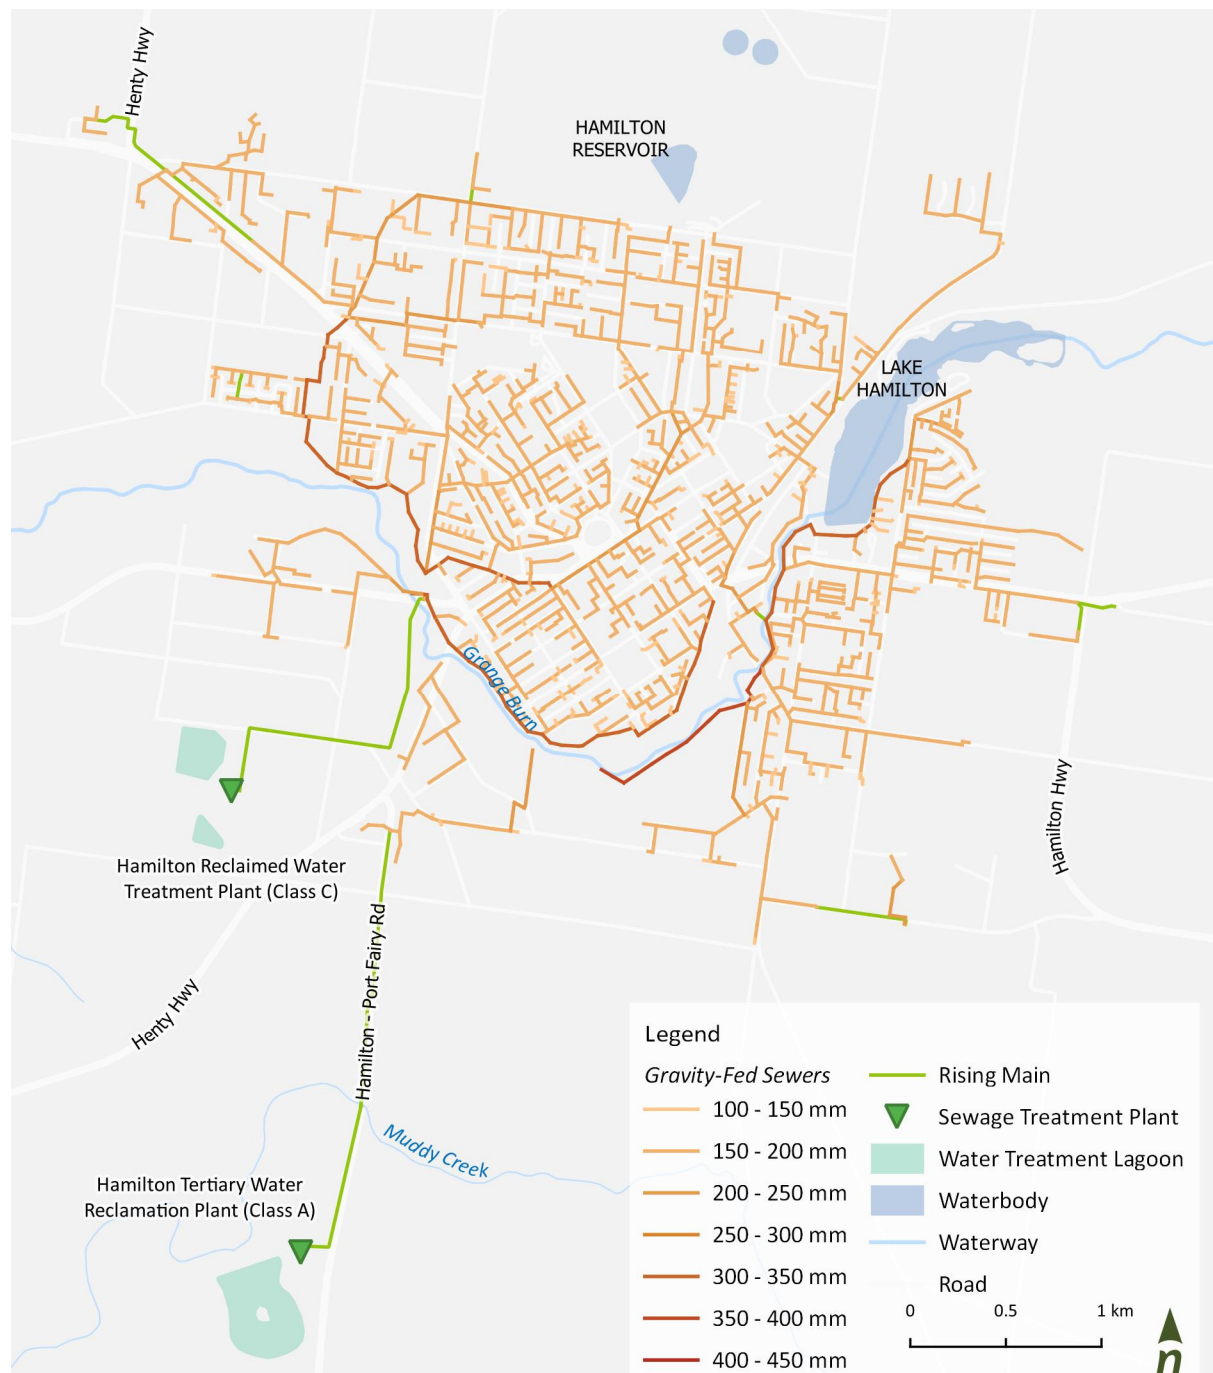 Henty Hwy
HAMILTON
RESERVOIR
LAKE
HAMILTON
Grange Burn
Hamilton Hwy
Hamilton Reclaimed Water
Treatment Plant (Class C)
Hamilton - Port Fairy Rd
Henty Hwy
Muddy Creek
Hamilton Tertiary Water
Reclamation Plant (Class A)
Legend
Gravity-Fed Sewers
100 - 150 mm
150 - 200 mm
200 - 250 mm
250 - 300 mm
300 - 350 mm
350 - 400 mm
400 - 450 mm
Rising Main
Sewage Treatment Plant
Water Treatment Lagoon
Waterbody
Waterway
Road
0 0.5 1 km
n